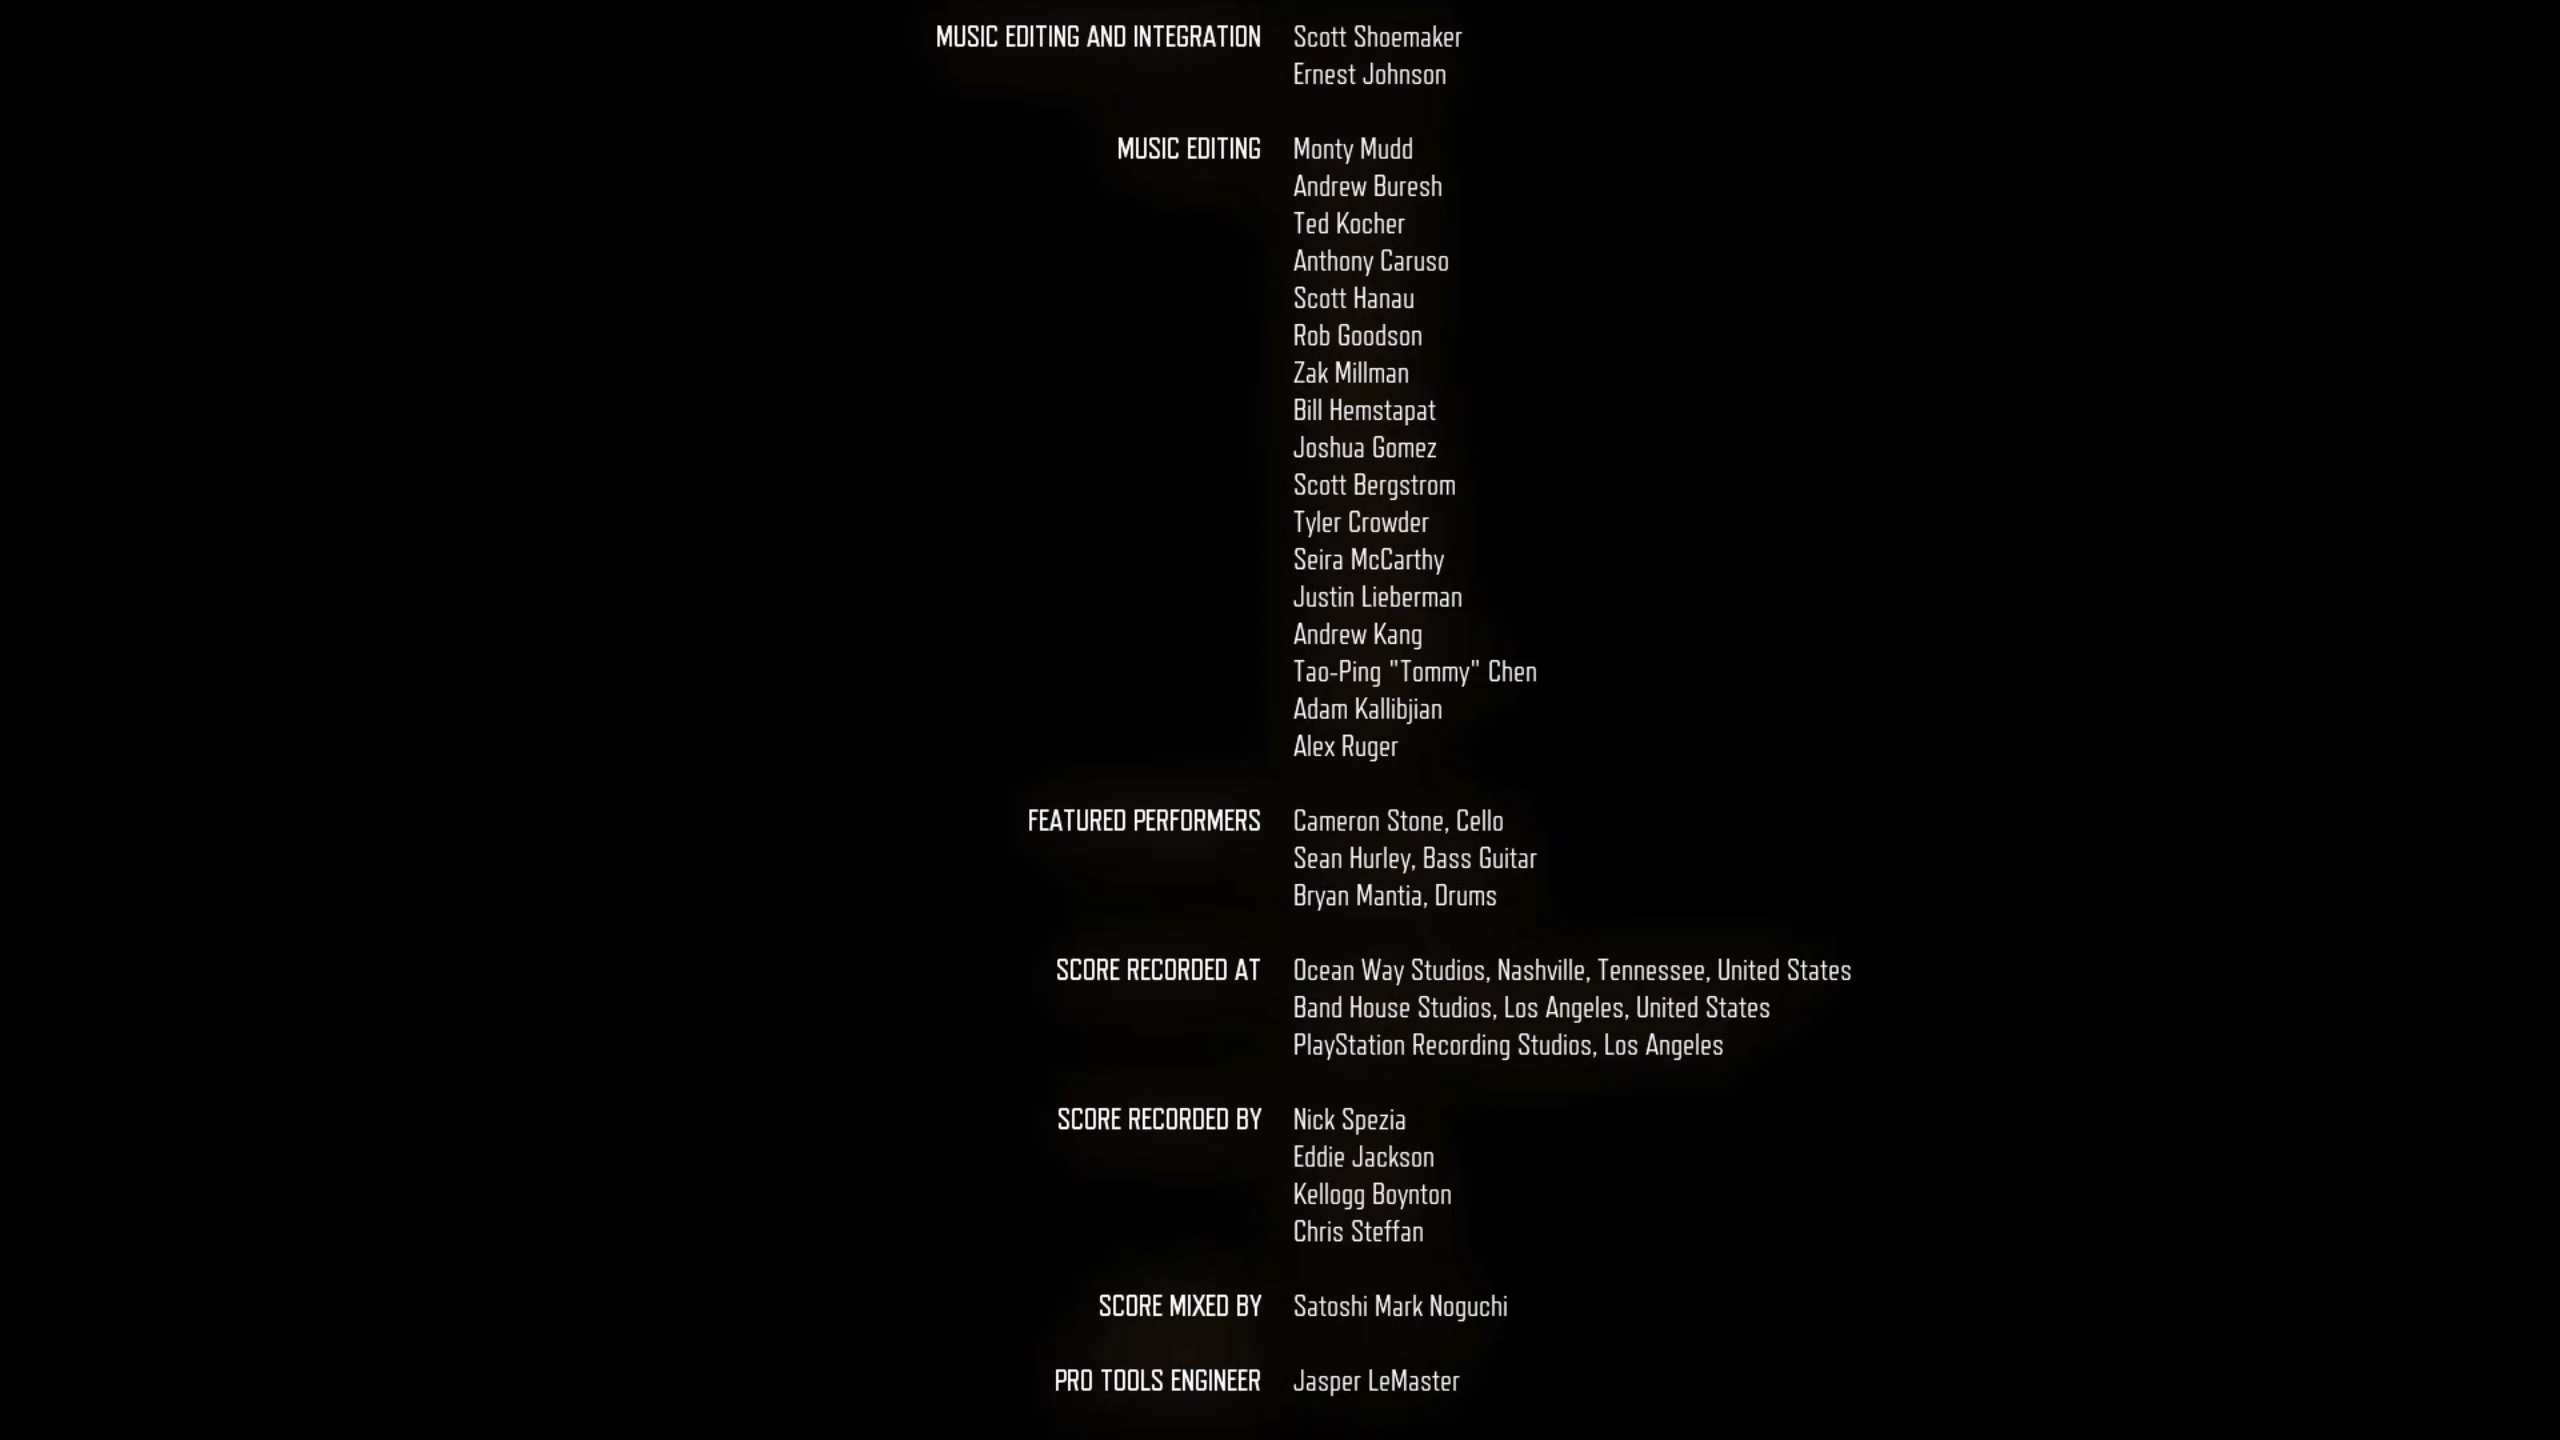 MUSIC EDITING AND INTEGRATION Scott Shoemaker
Ernest Johnson
MUSIC EDITING Monty Mudd
Andrew Buresh
Ted Kocher
Anthony Caruso
Scott Hanau
Rob Goodson
Zak Millman
Bill Hemstapat
Joshua Gomez
Scott Bergstrom
Tyler Crowder
Seira McCarthy
Justin Lieberman
Andrew Kang
Tao-Ping "Tommy" Chen
Adam Kallibjian
Alex Ruger
FEATURED PERFORMERS Cameron Stone, Cello
Sean Hurley, Bass Guitar
Bryan Mantia, Drums
SCORE RECORDED AT Ocean Way Studios, Nashville, Tennessee, United States
Band House Studios, Los Angeles, United States
PlayStation Recording Studios, Los Angeles
SCORE RECORDED BY Nick Spezia
Eddie Jackson
Kellogg Boynton
Chris Steffan
SCORE MIXED BY Satoshi Mark Noguchi
PRO TOOLS ENGINEER Jasper LeMaster